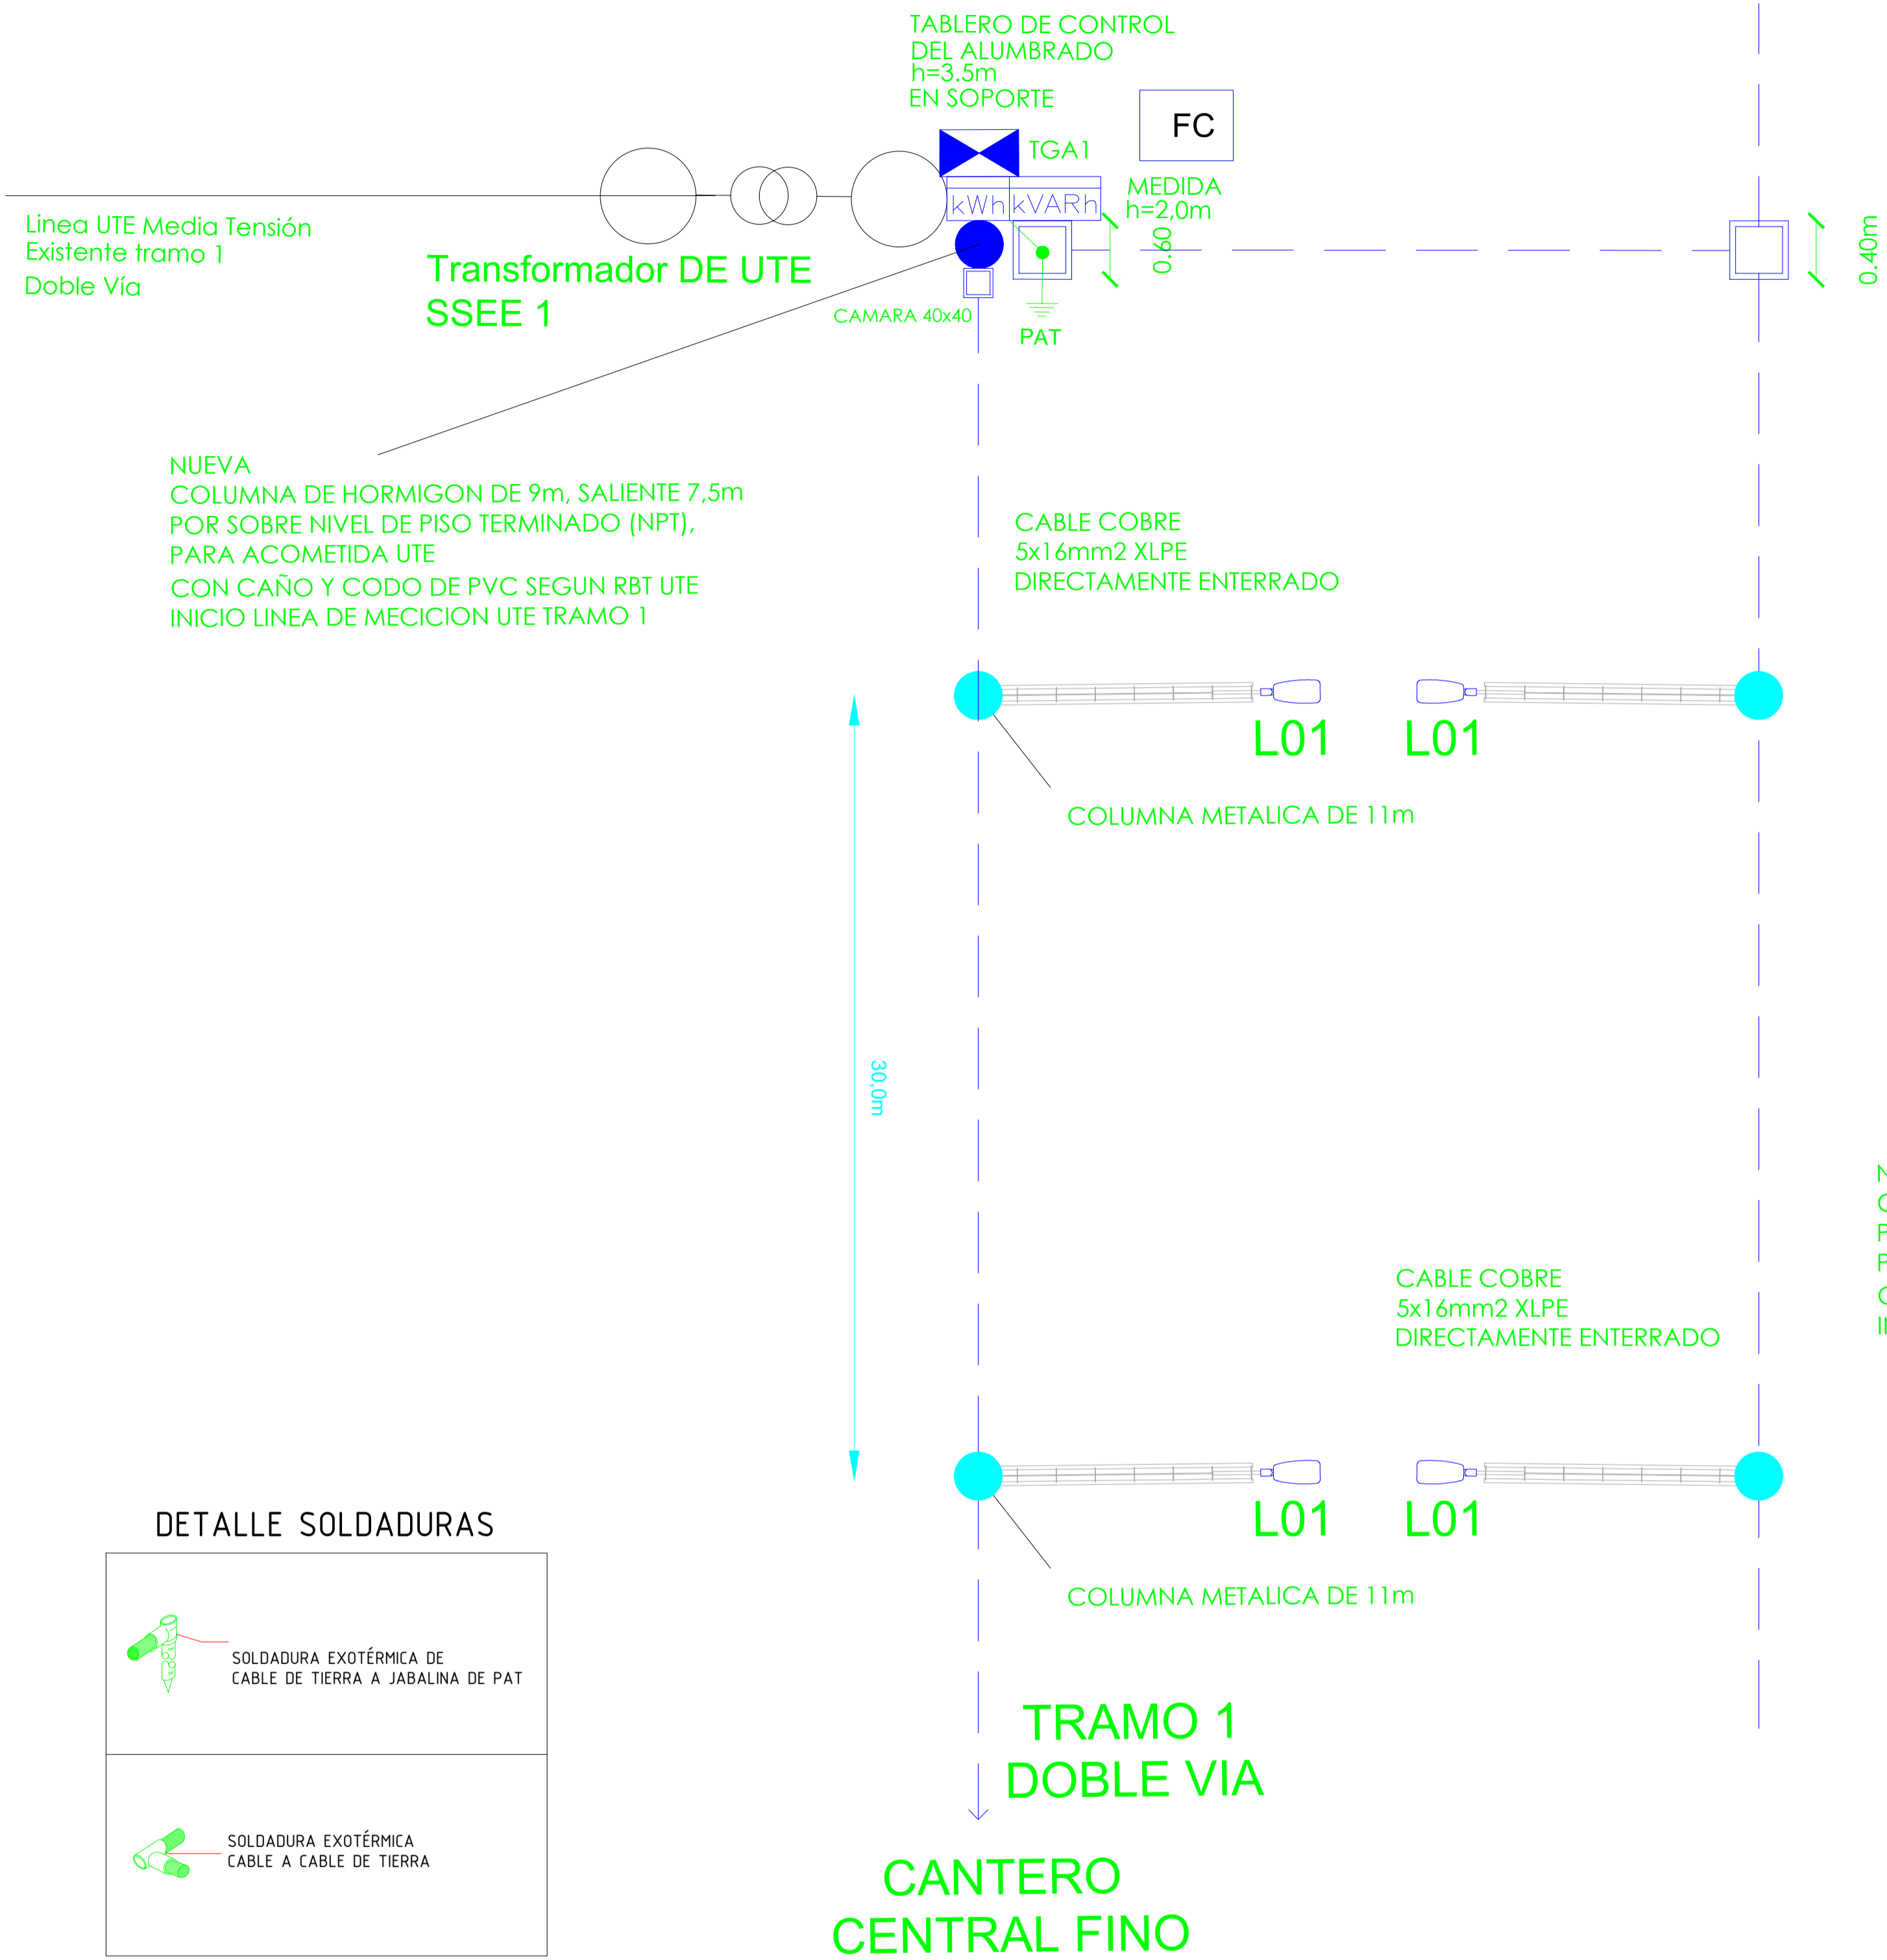 TABLERO DE CONTROL
DEL ALUMBRADO
h=3.5m
EN SOPORTE
FC
TGA1
MEDIDA
h=2,0m
kWh
kVARh
0.60
0.40m
Linea UTE Media Tensión
Existente tramo 1
Doble Vía
Transformador DE UTE
SSEE 1
CAMARA 40x40
PAT
NUEVA
COLUMNA DE HORMIGON DE 9m, SALIENTE 7,5m
POR SOBRE NIVEL DE PISO TERMINADO (NPT),
PARA ACOMETIDA UTE
CON CAÑO Y CODO DE PVC SEGUN RBT UTE
INICIO LINEA DE MECICION UTE TRAMO 1
CABLE COBRE
5x16mm2 XLPE
DIRECTAMENTE ENTERRADO
L01
L01
COLUMNA METALICA DE 11m
30,0m
CABLE COBRE
5x16mm2 XLPE
DIRECTAMENTE ENTERRADO
L01
L01
COLUMNA METALICA DE 11m
DETALLE SOLDADURAS
SOLDADURA EXOTÉRMICA DE
CABLE DE TIERRA A JABALINA DE PAT
SOLDADURA EXOTÉRMICA
CABLE A CABLE DE TIERRA
TRAMO 1
DOBLE VIA
CANTERO
CENTRAL FINO